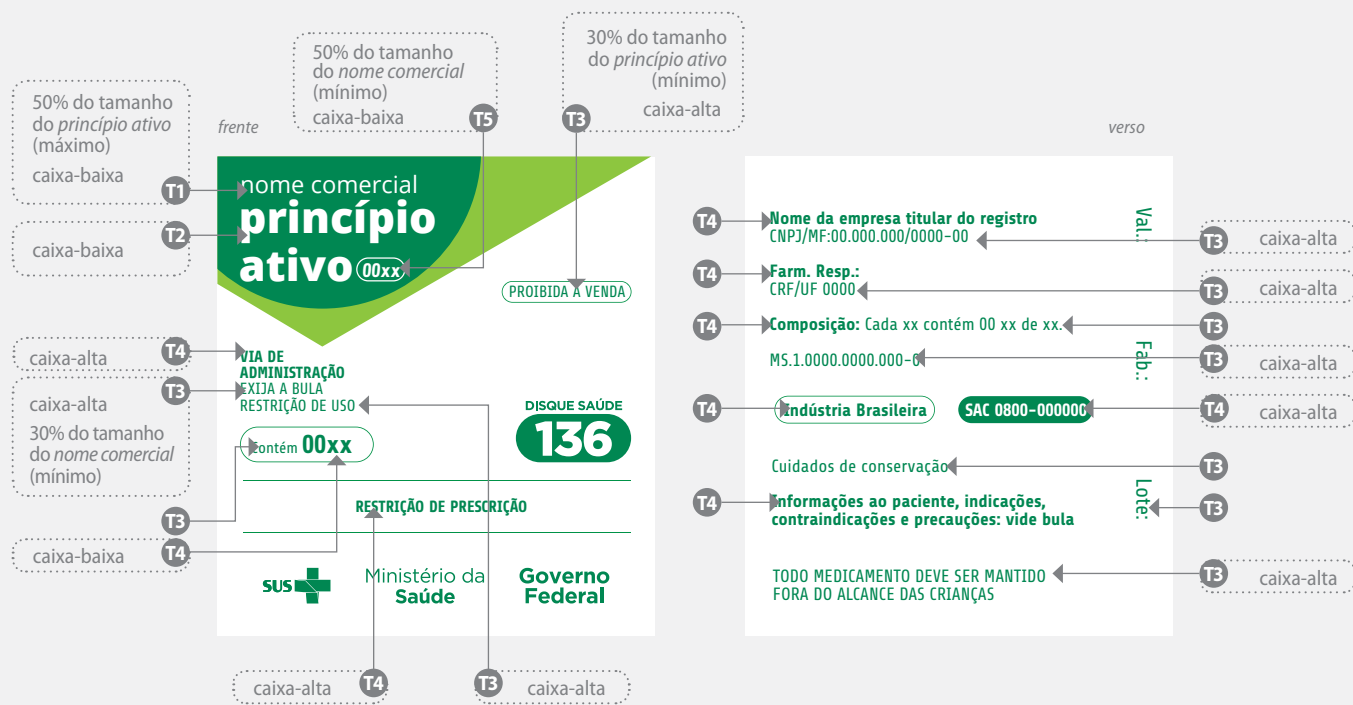 50% do tamanho
do princípio ativo
(máximo)
caixa-baixa
T1
caixa-baixa
T2
50% do tamanho
do nome comercial
(mínimo)
caixa-baixa
T5
30% do tamanho
do princípio ativo
(mínimo)
caixa-alta
T3
frente
nome comercial
princípio
ativo 00xx
PROIBIDA A VENDA
caixa-alta
T4
VIA DE
ADMINISTRAÇÃO
EXIJA A BULA
RESTRIÇÃO DE USO
T3
caixa-alta
30% do tamanho
do nome comercial
(mínimo)
contém 00xx
T3
caixa-baixa
T4
DISQUE SAÚDE
136
RESTRIÇÃO DE PRESCRIÇÃO
SUS
Ministério da
Saúde
Governo
Federal
caixa-alta
T4
T3
caixa-alta
verso
T4
Nome da empresa titular do registro
CNPJ/MF:00.000.000/0000-00
T3
caixa-alta
T4
Farm. Resp.:
CRF/UF 0000
T3
caixa-alta
T4
Composição: Cada xx contém 00 xx de xx.
T3
MS.1.0000.0000.000-0
T3
caixa-alta
T4
Indústria Brasileira
SAC 0800-000000
T4
caixa-alta
Cuidados de conservação
T3
T4
Informações ao paciente, indicações,
contraindicações e precauções: vide bula
T3
TODO MEDICAMENTO DEVE SER MANTIDO
FORA DO ALCANCE DAS CRIANÇAS
T3
caixa-alta
Val.:
Fab.:
Lote: